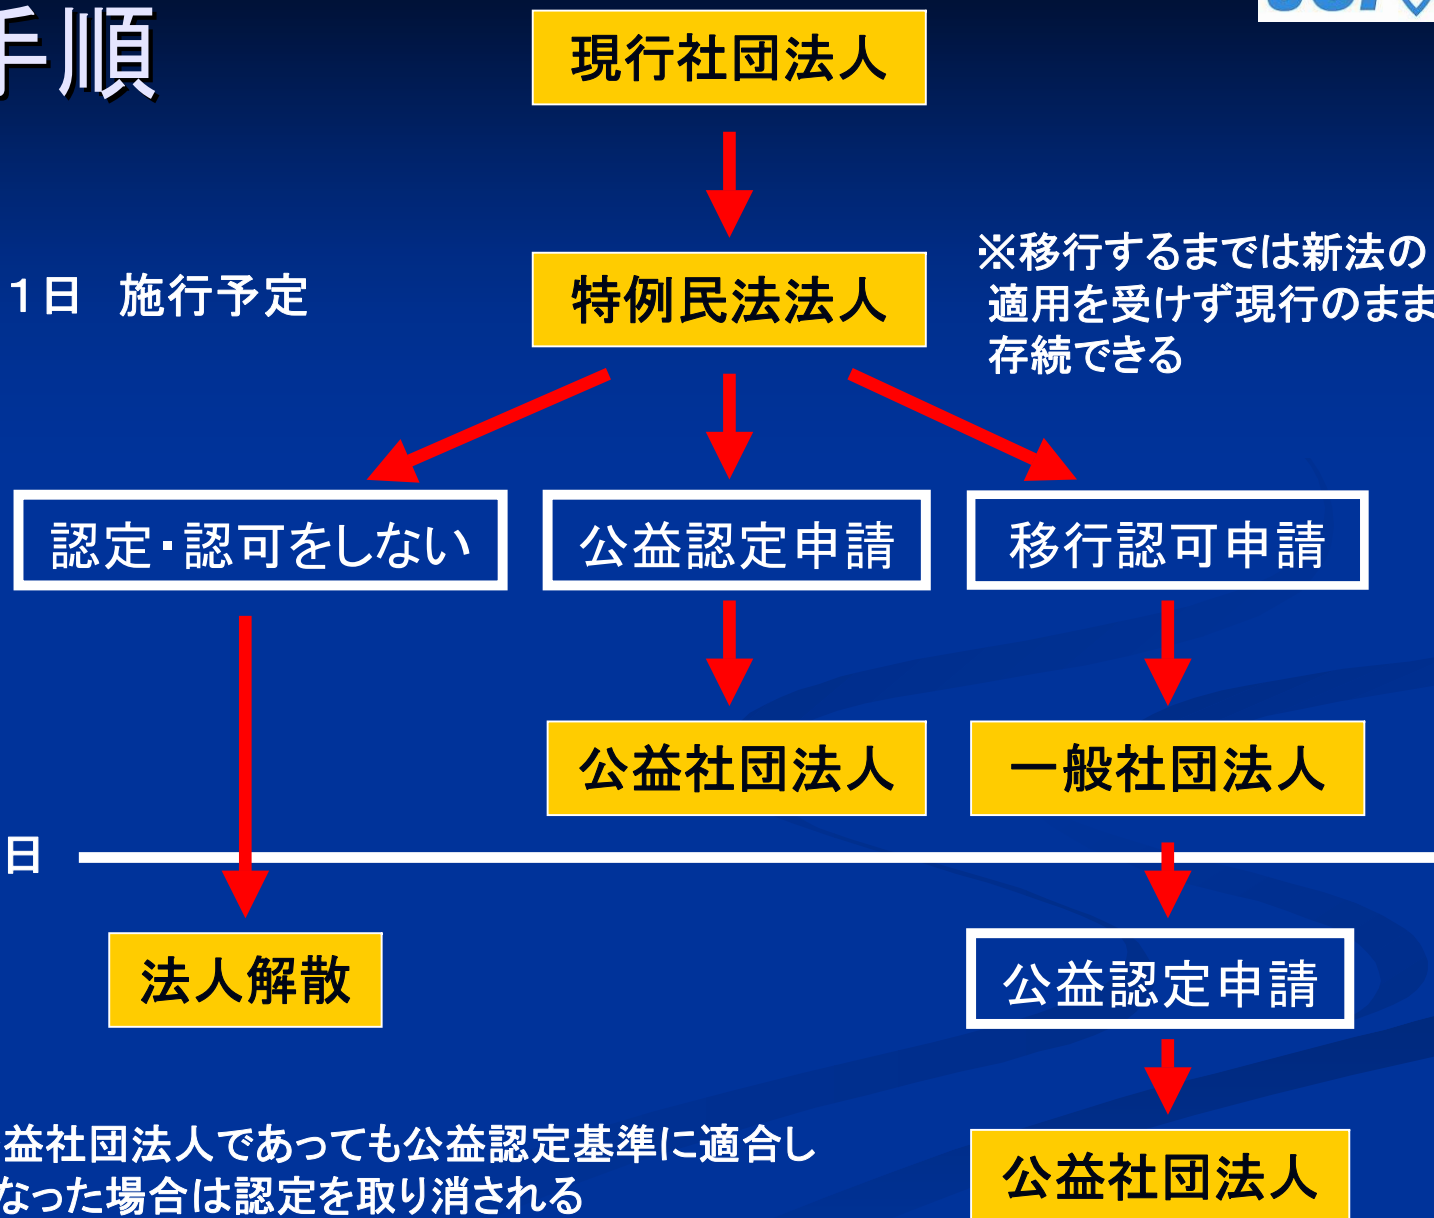 手順
現行社団法人
1日 施行予定
特例民法法人
※移行するまでは新法の
適用を受けず現行のまま
存続できる
認定・認可をしない
公益認定申請
移行認可申請
公益社団法人
一般社団法人
日
法人解散
公益認定申請
益社団法人であっても公益認定基準に適合し
なった場合は認定を取り消される
公益社団法人